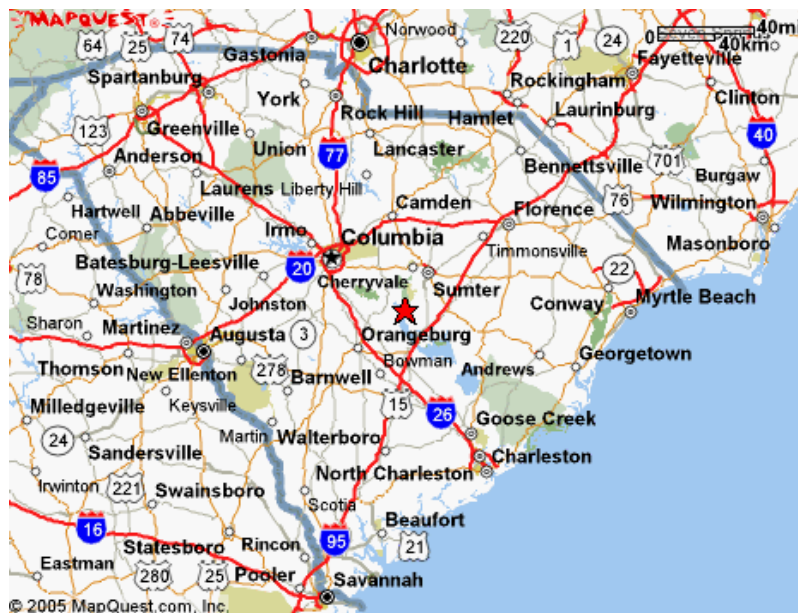 MAPQUEST
Norwood
220
1
24
40mi
40km
64
25
74
Gastonia
Charlotte
Fayetteville
Spartanburg
Rockingham
Clinton
York
Rock Hill
Hamlet
Laurinburg
123
Greenville
40
Union
77
Lancaster
Anderson
Bennettsville
701
Burgaw
85
Laurens
Liberty Hill
Hartwell
Abbeville
Camden
76
Wilmington
Comer
Irmo
Columbia
Florence
Masonboro
Batesburg-Leesville
20
Timmonsville
78
Cherryvale
22
Washington
Sumter
Johnston
Conway
Myrtle Beach
Sharon
Martinez
Augusta
3
Orangeburg
Georgetown
Thomson
New Ellenton
278
Barnwell
Bowman
Andrews
Milledgeville
Keysville
15
26
Goose Creek
24
Martin
Walterboro
Sandersville
Charleston
North Charleston
Irwinton
221
Swainsboro
Scotia
Beaufort
16
Statesboro
95
21
Rincon
Eastman
280
25
Pooler
Savannah
© 2005 MapQuest.com, Inc.